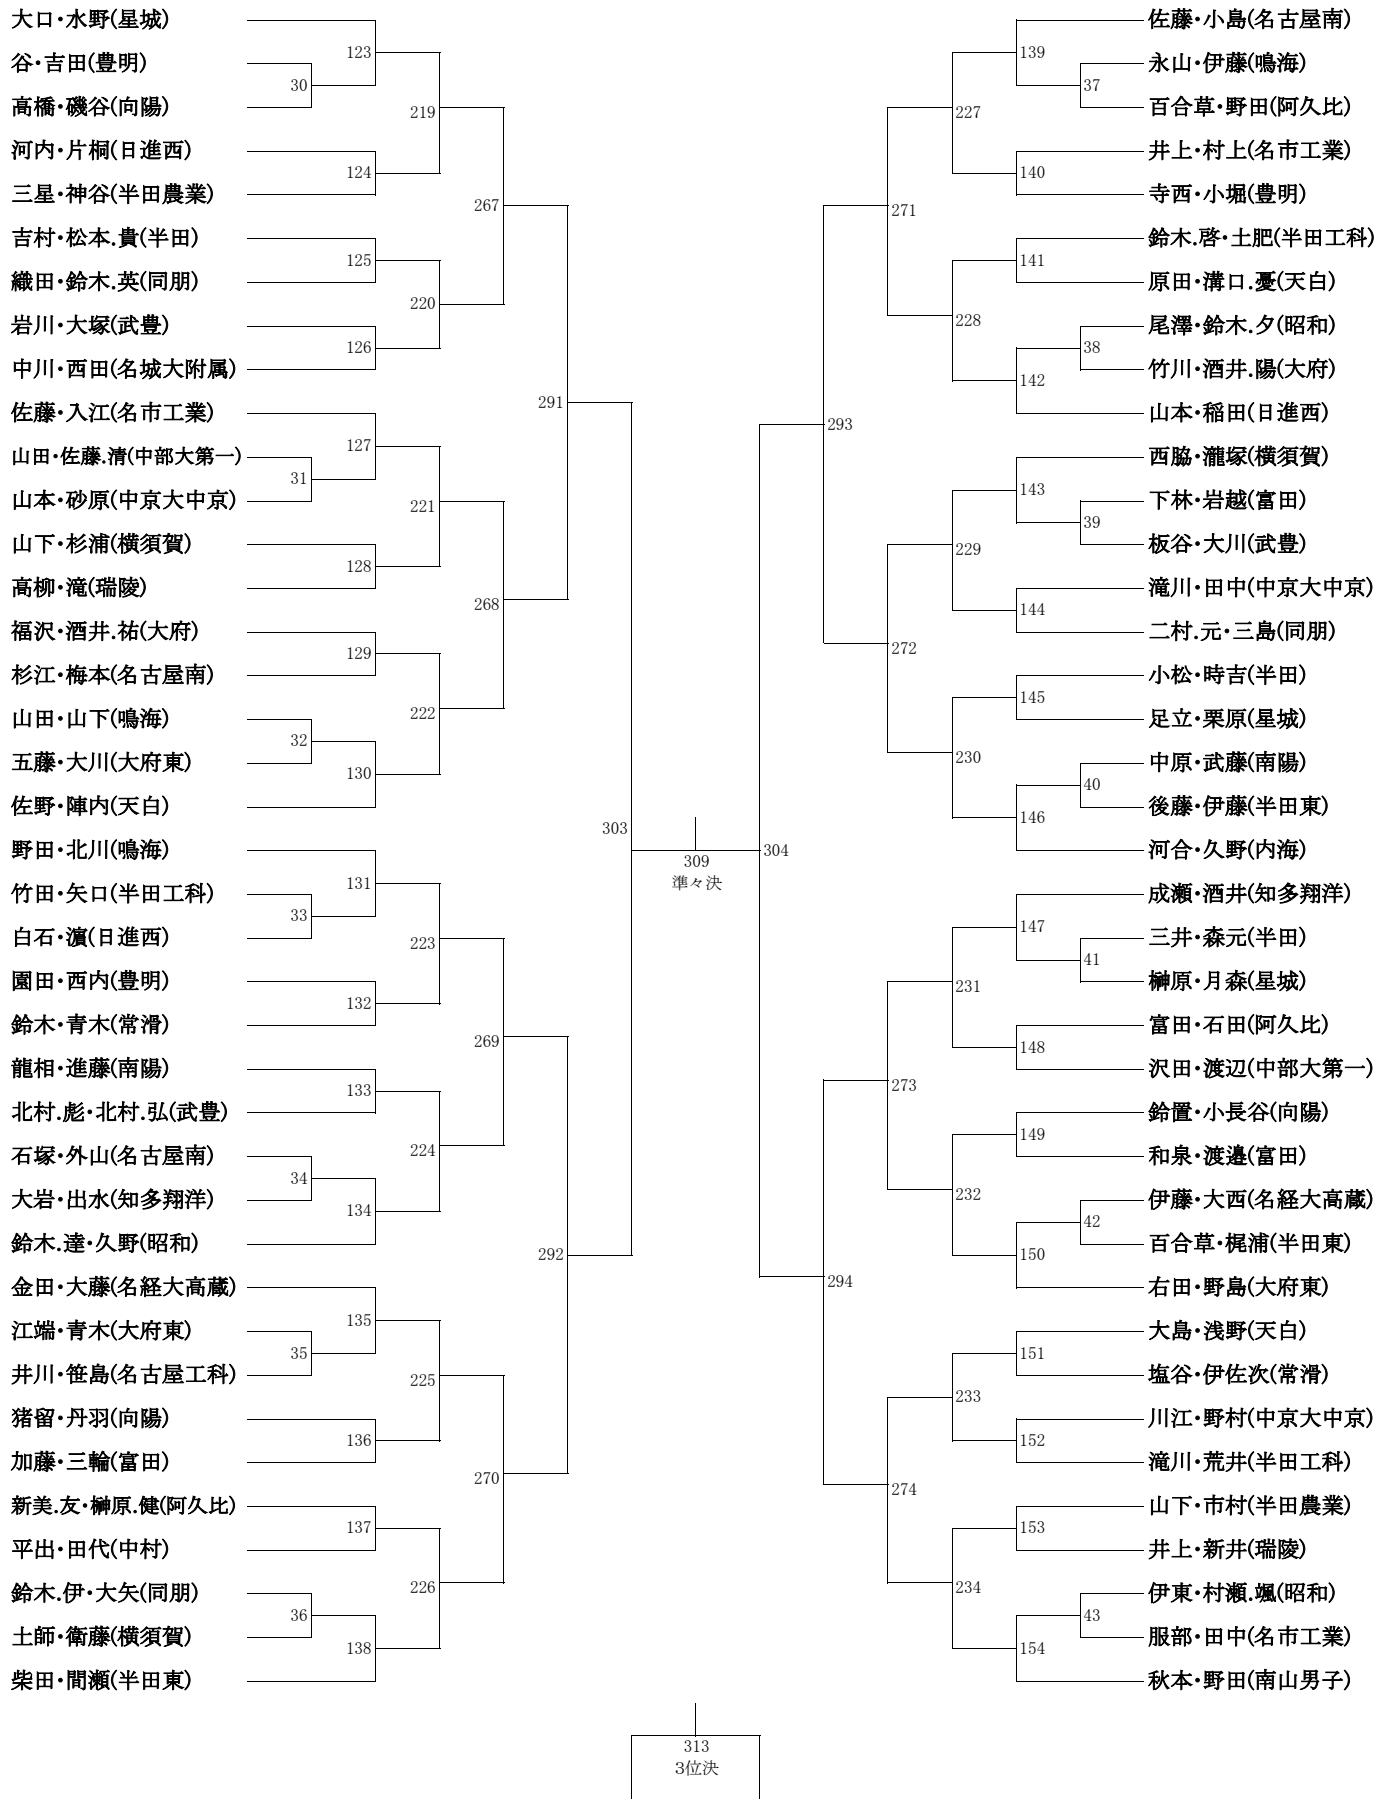 大口・水野(星城)
谷・吉田(豊明)
高橋・磯谷(向陽)
河内・片桐(日進西)
三星・神谷(半田農業)
吉村・松本.貴(半田)
織田・鈴木.英(同朋)
岩川・大塚(武豊)
中川・西田(名城大附属)
佐藤・入江(名市工業)
山田・佐藤.清(中部大第一)
山本・砂原(中京大中京)
山下・杉浦(横須賀)
高柳・滝(瑞陵)
福沢・酒井.祐(大府)
杉江・梅本(名古屋南)
山田・山下(鳴海)
五藤・大川(大府東)
佐野・陣内(天白)
野田・北川(鳴海)
竹田・矢口(半田工科)
白石・濵(日進西)
園田・西内(豊明)
鈴木・青木(常滑)
龍相・進藤(南陽)
北村.彪・北村.弘(武豊)
石塚・外山(名古屋南)
大岩・出水(知多翔洋)
鈴木.達・久野(昭和)
金田・大藤(名経大高蔵)
江端・青木(大府東)
井川・笹島(名古屋工科)
猪留・丹羽(向陽)
加藤・三輪(富田)
新美.友・榊原.健(阿久比)
平出・田代(中村)
鈴木.伊・大矢(同朋)
土師・衛藤(横須賀)
柴田・間瀬(半田東)
30
31
32
33
34
35
36
123
124
125
126
127
128
129
130
131
132
133
134
135
136
137
138
219
220
221
222
223
224
225
226
267
268
269
270
291
292
303
309
準々決
304
293
294
271
272
273
274
227
228
229
230
231
232
233
234
139
140
141
142
143
144
145
146
147
148
149
150
151
152
153
154
37
38
39
40
41
42
43
佐藤・小島(名古屋南)
永山・伊藤(鳴海)
百合草・野田(阿久比)
井上・村上(名市工業)
寺西・小堀(豊明)
鈴木.啓・土肥(半田工科)
原田・溝口.憂(天白)
尾澤・鈴木.夕(昭和)
竹川・酒井.陽(大府)
山本・稲田(日進西)
西脇・瀧塚(横須賀)
下林・岩越(富田)
板谷・大川(武豊)
滝川・田中(中京大中京)
二村.元・三島(同朋)
小松・時吉(半田)
足立・栗原(星城)
中原・武藤(南陽)
後藤・伊藤(半田東)
河合・久野(内海)
成瀬・酒井(知多翔洋)
三井・森元(半田)
榊原・月森(星城)
富田・石田(阿久比)
沢田・渡辺(中部大第一)
鈴置・小長谷(向陽)
和泉・渡邉(富田)
伊藤・大西(名経大高蔵)
百合草・梶浦(半田東)
右田・野島(大府東)
大島・浅野(天白)
塩谷・伊佐次(常滑)
川江・野村(中京大中京)
滝川・荒井(半田工科)
山下・市村(半田農業)
井上・新井(瑞陵)
伊東・村瀬.颯(昭和)
服部・田中(名市工業)
秋本・野田(南山男子)
313
3位決